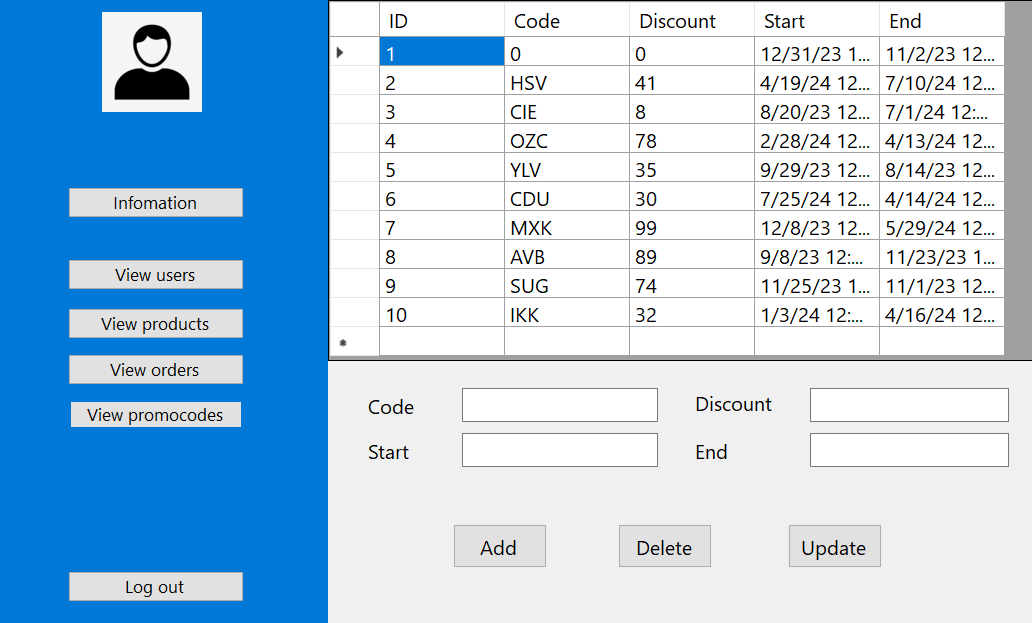 Infomation
View users
View products
View orders
View promocodes
Log out
ID Code Discount Start End
1 0 0 12/31/23 1... 11/2/23 12...
2 HSV 41 4/19/24 12... 7/10/24 12...
3 CIE 8 8/20/23 12... 7/1/24 12:...
4 OZC 78 2/28/24 12... 4/13/24 12...
5 YLV 35 9/29/23 12... 8/14/23 12...
6 CDU 30 7/25/24 12... 4/14/24 12...
7 MXK 99 12/8/23 12... 5/29/24 12...
8 AVB 89 9/8/23 12:... 11/23/23 1...
9 SUG 74 11/25/23 1... 11/1/23 12...
10 IKK 32 1/3/24 12:... 4/16/24 12...
Code Discount
Start End
Add Delete Update